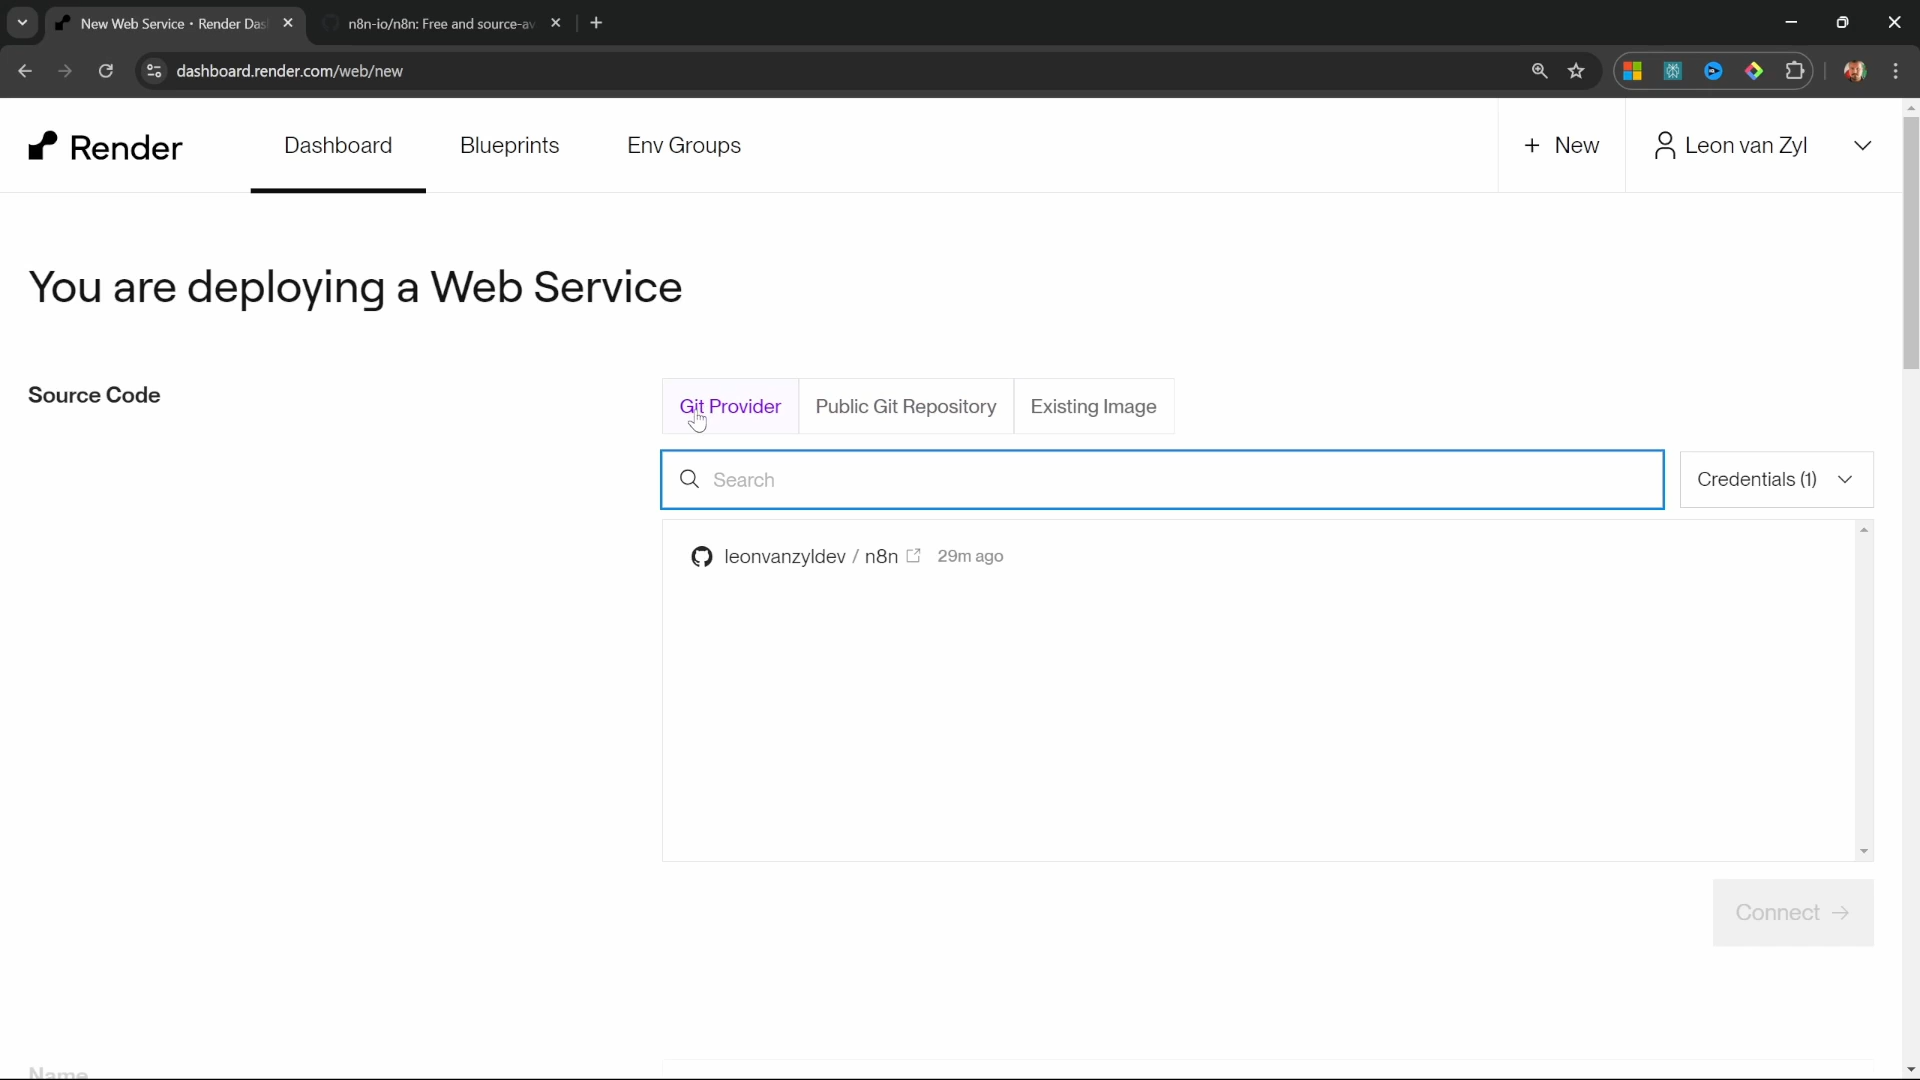 New Web Service • Render Das
n8n-io/n8n: Free and source-av
dashboard.render.com/web/new
Render
Dashboard
Blueprints
Env Groups
+ New
Leon van Zyl
You are deploying a Web Service
Source Code
Git Provider
Public Git Repository
Existing Image
Search
Credentials (1)
leonvanzyldev / n8n 29m ago
Connect →
Name